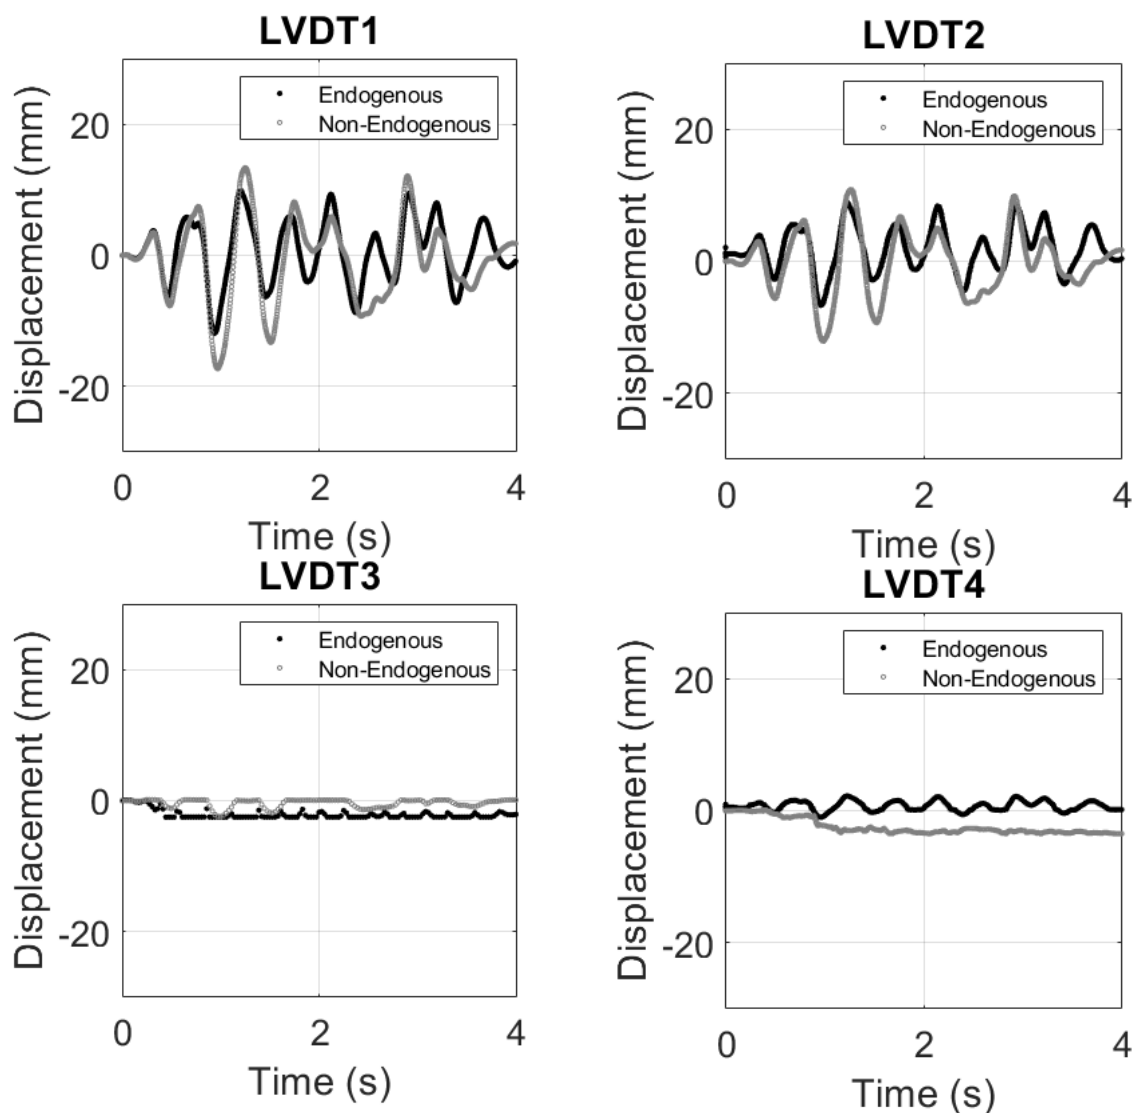 LVDT1
Endogenous
Non-Endogenous
Displacement (mm)
20
0
-20
0 2 4
Time (s)
LVDT2
Endogenous
Non-Endogenous
Displacement (mm)
20
0
-20
0 2 4
Time (s)
LVDT3
Endogenous
Non-Endogenous
Displacement (mm)
20
0
-20
0 2 4
Time (s)
LVDT4
Endogenous
Non-Endogenous
Displacement (mm)
20
0
-20
0 2 4
Time (s)